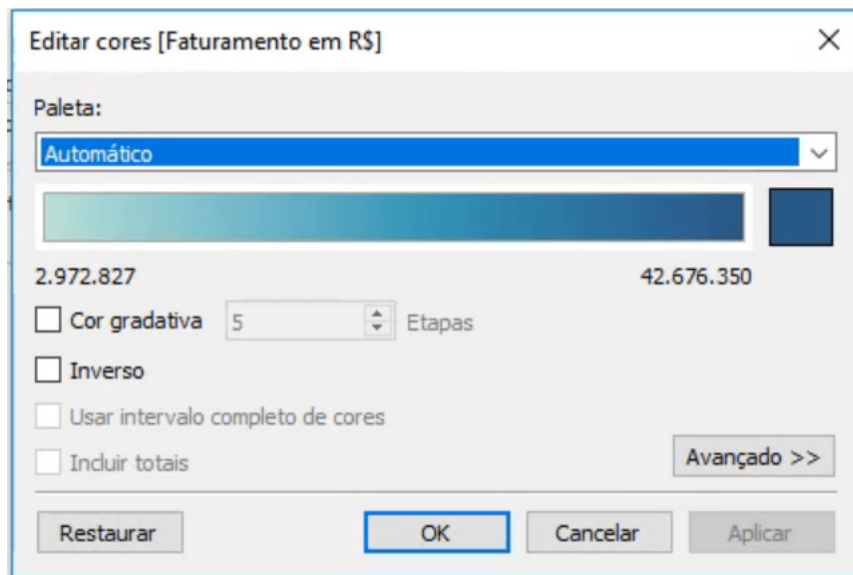 Editar cores [Faturamento em R$]
Paleta:
Automático
2.972.827 42.676.350
Cor gradativa 5 Etapas
Inverso
Usar intervalo completo de cores
Incluir totais
Avançado >>
Restaurar OK Cancelar Aplicar